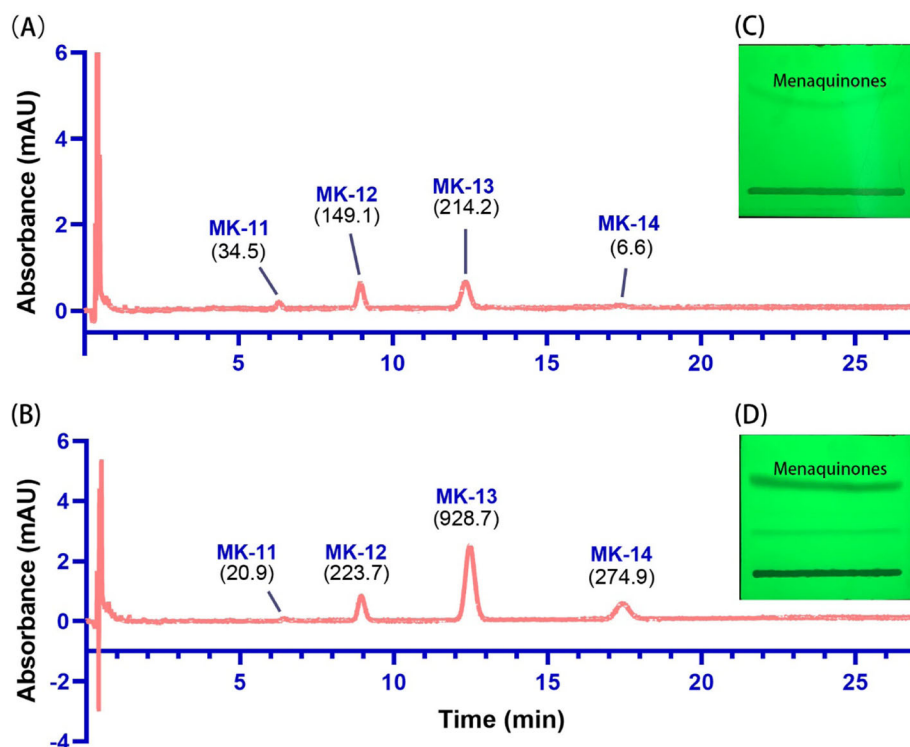 (A)
Absorbance (mAU)
6
4
2
0
MK-11
(34.5)
MK-12
(149.1)
MK-13
(214.2)
MK-14
(6.6)
5
10
15
20
25
(C)
Menaquinones
(B)
Absorbance (mAU)
6
4
2
0
-2
-4
MK-11
(20.9)
MK-12
(223.7)
MK-13
(928.7)
MK-14
(274.9)
5
10
15
20
25
Time (min)
(D)
Menaquinones